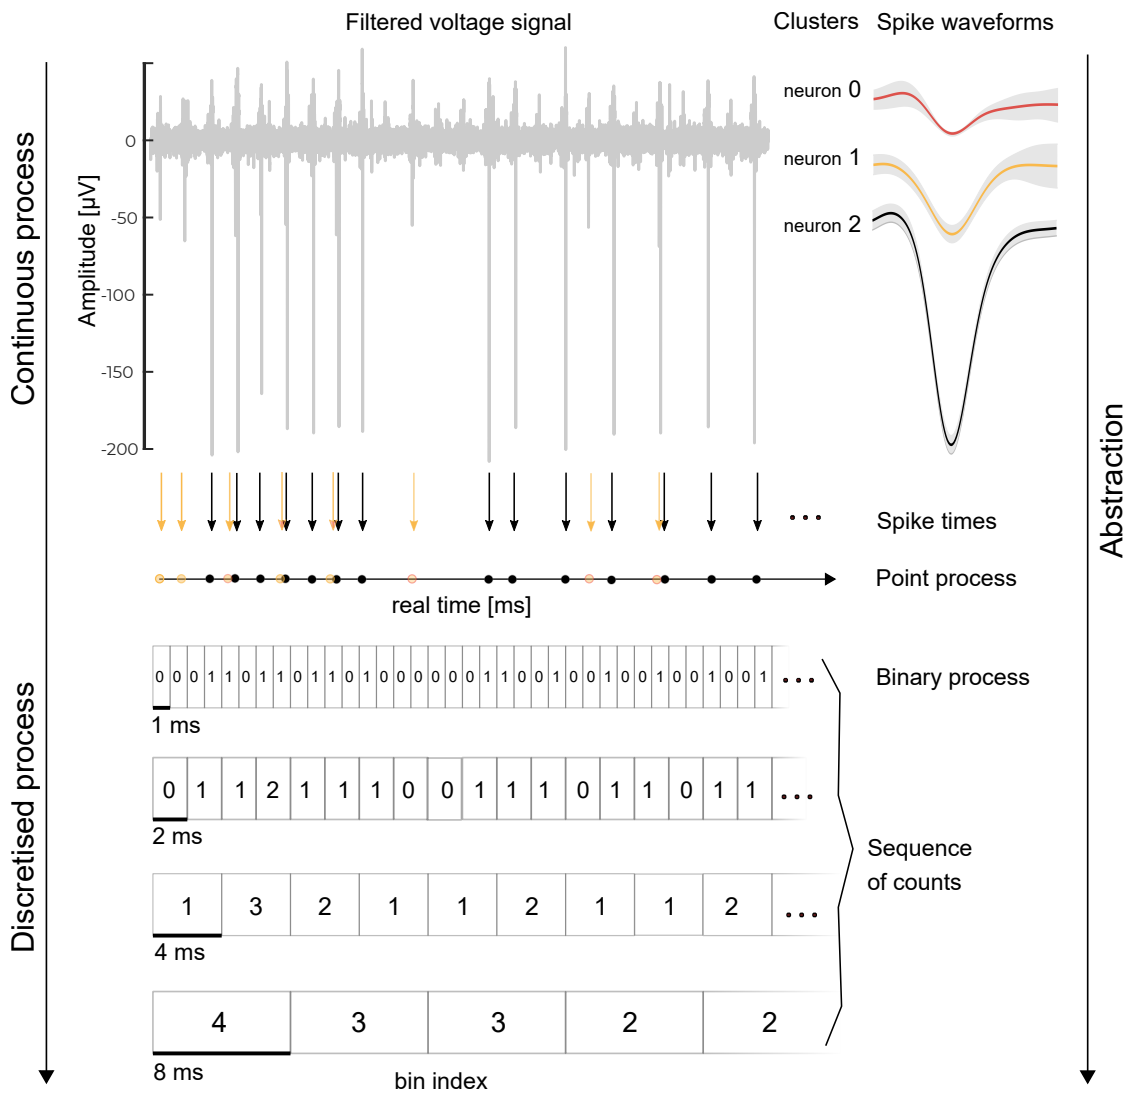 Filtered voltage signal
Clusters
Spike waveforms
neuron 0
neuron 1
neuron 2
Continuous process
Amplitude [µV]
0
-50
-100
-150
-200
Abstraction
Spike times
Point process
real time [ms]
Discretised process
0 0 0 1 1 0 1 1 0 1 1 0 1 0 0 0 0 0 0 1 1 0 0 1 0 0 1 0 0 1 0 0 1 0 0 1 ...
Binary process
1 ms
0 1 1 2 1 1 1 0 0 1 1 1 0 1 1 0 1 1 ...
2 ms
Sequence
of counts
1 3 2 1 1 2 1 1 2 ...
4 ms
4 3 3 2 2
8 ms
bin index